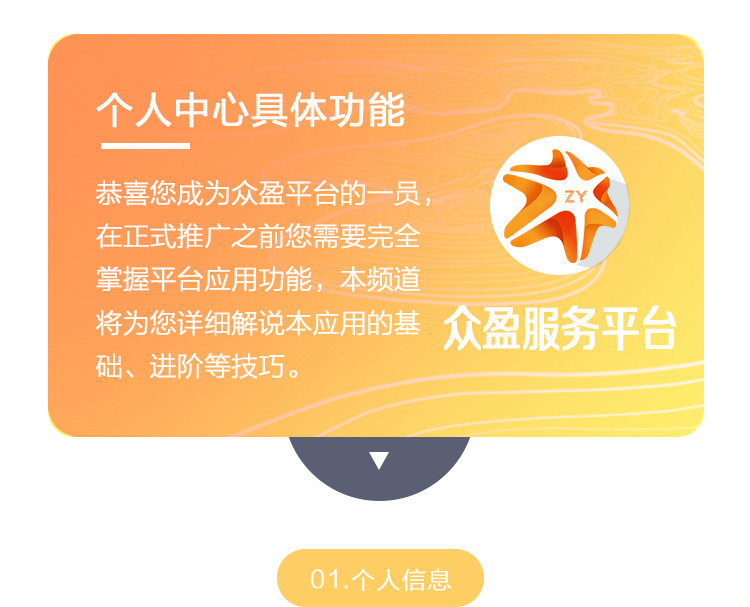 个人中心具体功能
恭喜您成为众盈平台的一员，
在正式推广之前您需要完全
掌握平台应用功能，本频道
将为您详细解说本应用的基
础、进阶等技巧。
ZY
众盈服务平台
01.个人信息